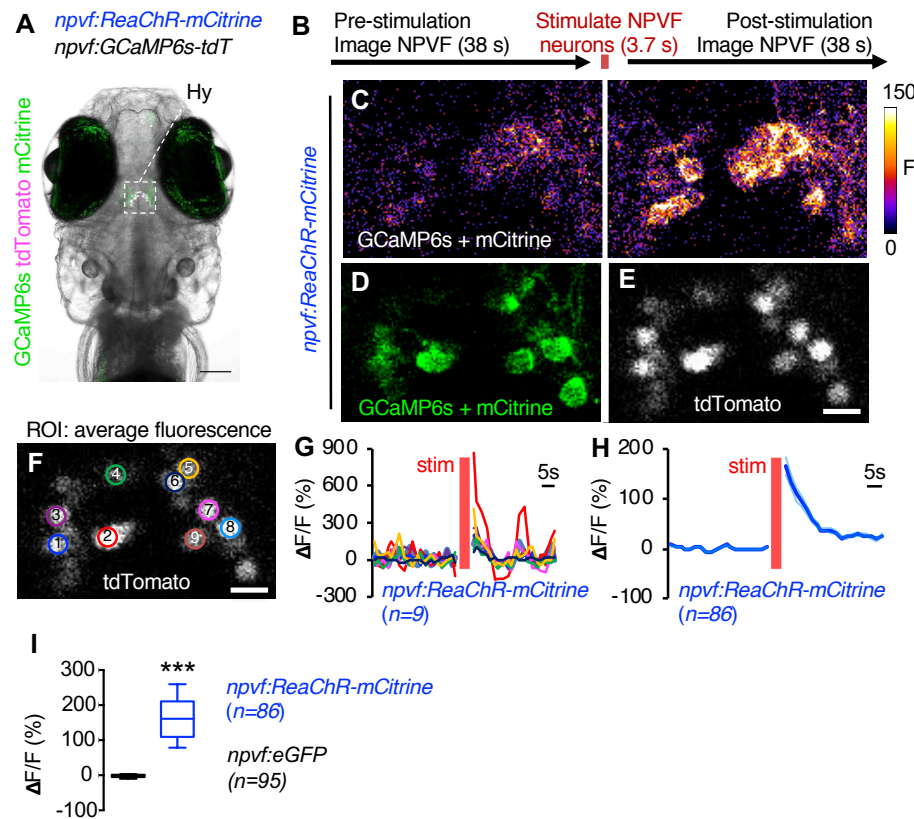 A
npvf:ReaChR-mCitrine
npvf:GCaMP6s-tdT
Hy
GCaMP6s tdTomato mCitrine
B
Pre-stimulation
Image NPVF (38 s)
Stimulate NPVF
neurons (3.7 s)
Post-stimulation
Image NPVF (38 s)
npvf:ReaChR-mCitrine
C
GCaMP6s + mCitrine
150
F
0
D
GCaMP6s + mCitrine
E
tdTomato
ROI: average fluorescence
F
1
2
3
4
5
6
7
8
9
tdTomato
G
900
600
300
0
-300
ΔF/F (%)
stim
5s
npvf:ReaChR-mCitrine
(n=9)
H
200
100
0
-100
ΔF/F (%)
stim
5s
npvf:ReaChR-mCitrine
(n=86)
I
300
200
100
0
-100
ΔF/F (%)
***
npvf:ReaChR-mCitrine
(n=86)
npvf:eGFP
(n=95)